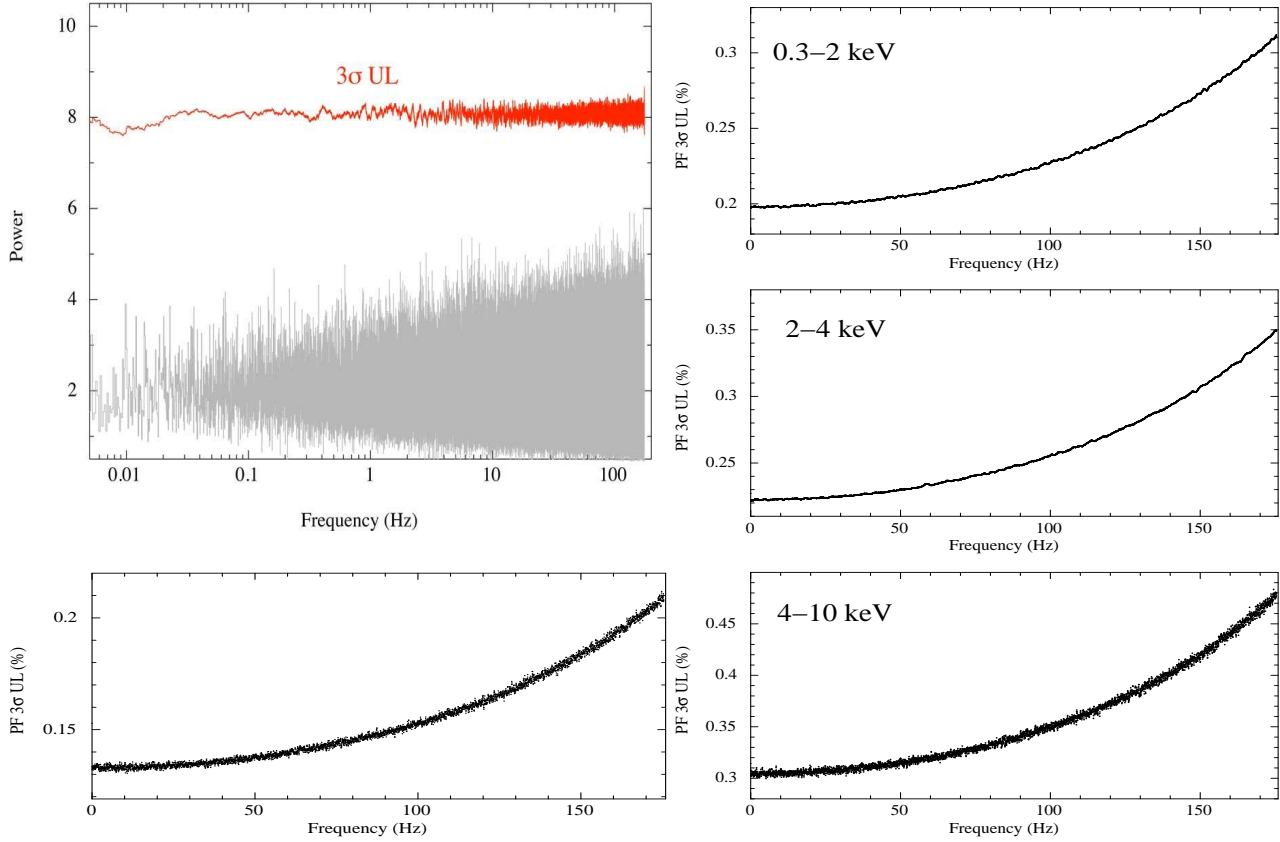 10
8
6
4
2
Power
3σ UL
0.01 0.1 1 10 100
Frequency (Hz)
0.3
0.25
0.2
PF 3σ UL (%)
0.3–2 keV
0 50 100 150
Frequency (Hz)
0.35
0.3
0.25
PF 3σ UL (%)
2–4 keV
0 50 100 150
Frequency (Hz)
0.2
0.15
PF 3σ UL (%)
0 50 100 150
Frequency (Hz)
0.45
0.4
0.35
0.3
PF 3σ UL (%)
4–10 keV
0 50 100 150
Frequency (Hz)